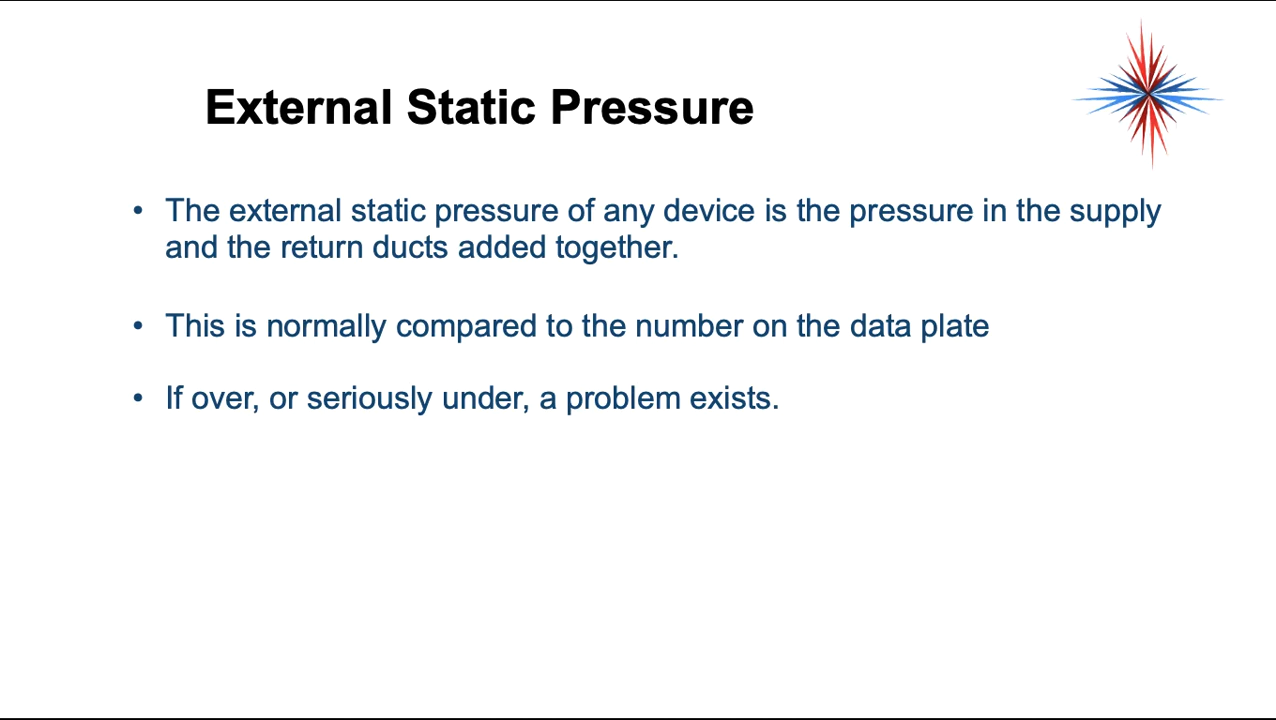 External Static Pressure
• The external static pressure of any device is the pressure in the supply
and the return ducts added together.
• This is normally compared to the number on the data plate
• If over, or seriously under, a problem exists.